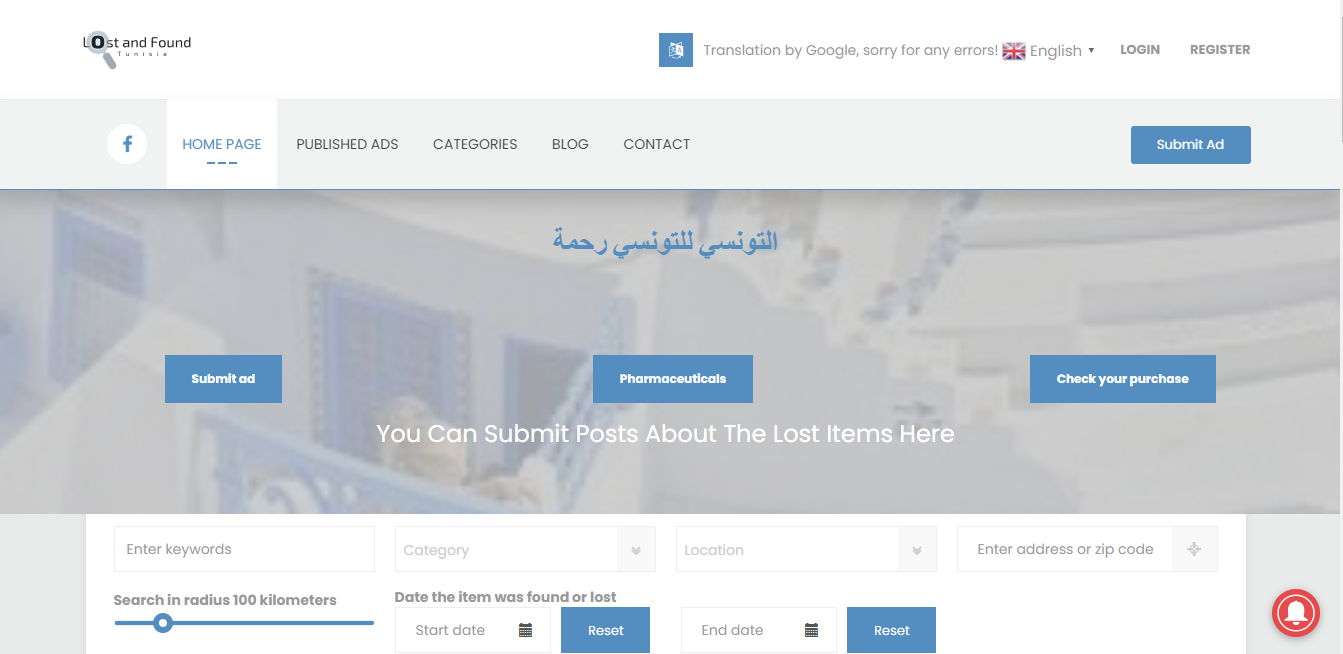 Lost and Found
Tunisia
Translation by Google, sorry for any errors! English LOGIN REGISTER
HOME PAGE PUBLISHED ADS CATEGORIES BLOG CONTACT Submit Ad
التونسي للتونسي رحمة
Submit ad Pharmaceuticals Check your purchase
You Can Submit Posts About The Lost Items Here
Enter keywords Category Location Enter address or zip code
Search in radius 100 kilometers Date the item was found or lost
Start date Reset End date Reset